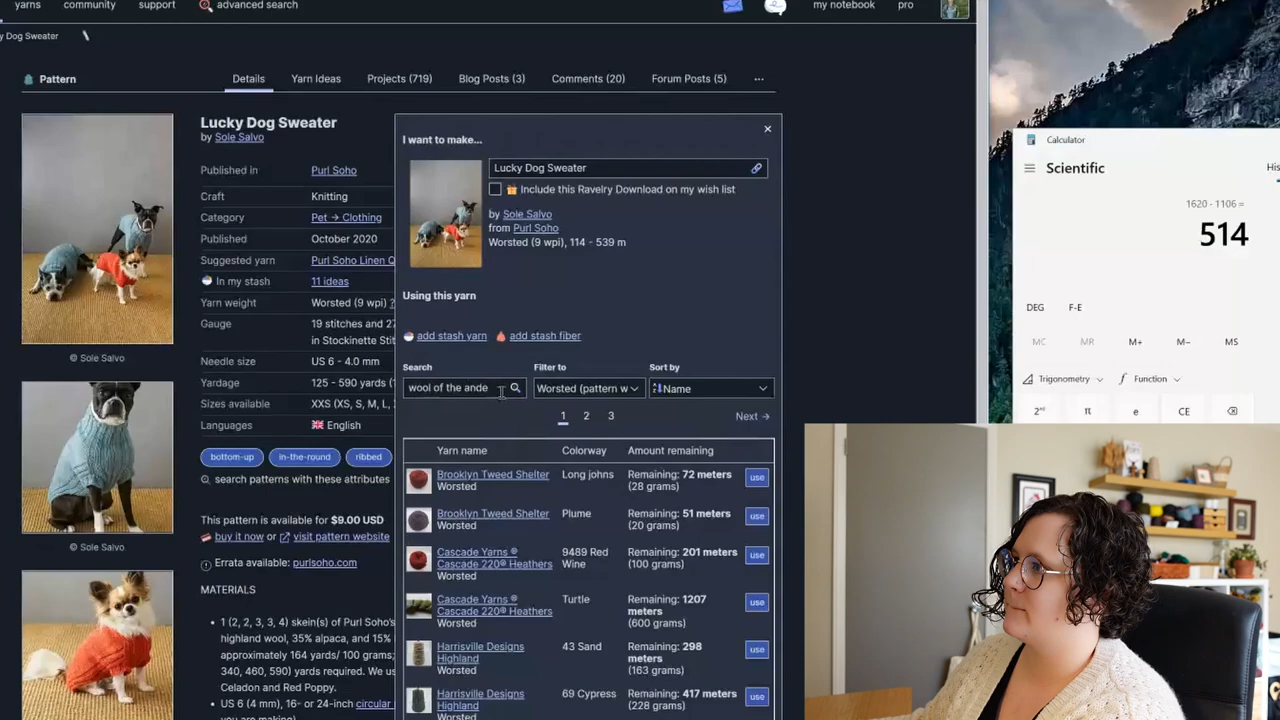 yarns community support advanced search my notebook pro
y Dog Sweater
Pattern Details Yarn Ideas Projects (719) Blog Posts (3) Comments (20) Forum Posts (5) ...
Lucky Dog Sweater
by Sole Salvo
Published in Purl Soho
Craft Knitting
Category Pet → Clothing
Published October 2020
Suggested yarn Purl Soho Linen Q
In my stash 11 ideas
Yarn weight Worsted (9 wpi) ?
Gauge 19 stitches and 27
in Stockinette Stit
Needle size US 6 - 4.0 mm
Yardage 125 - 590 yards (
Sizes available XXS (XS, S, M, L,
Languages English
bottom-up in-the-round ribbed
search patterns with these attributes
This pattern is available for $9.00 USD
buy it now or visit pattern website
Errata available: purlsoho.com
MATERIALS
• 1 (2, 2, 3, 3, 4) skein(s) of Purl Soho's
highland wool, 35% alpaca, and 15%
approximately 164 yards/ 100 grams;
340, 460, 590) yards required. We us
Celadon and Red Poppy.
• US 6 (4 mm), 16- or 24-inch circular
you are making)
© Sole Salvo
© Sole Salvo
I want to make...
Lucky Dog Sweater
Include this Ravelry Download on my wish list
by Sole Salvo
from Purl Soho
Worsted (9 wpi), 114 - 539 m
Using this yarn
add stash yarn add stash fiber
Search Filter to Sort by
wool of the ande Worsted (pattern w Name
1 2 3 Next →
Yarn name Colorway Amount remaining
Brooklyn Tweed Shelter Long johns Remaining: 72 meters use
Worsted (28 grams)
Brooklyn Tweed Shelter Plume Remaining: 51 meters use
Worsted (20 grams)
Cascade Yarns ® 9489 Red Remaining: 201 meters use
Cascade 220® Heathers Wine (100 grams)
Worsted
Cascade Yarns ® Turtle Remaining: 1207 use
Cascade 220® Heathers meters
Worsted (600 grams)
Harrisville Designs 43 Sand Remaining: 298 use
Highland meters
Worsted (163 grams)
Harrisville Designs 69 Cypress Remaining: 417 use
Highland meters
Worsted (228 grams)
Calculator
Scientific His
1620 - 1106 =
514
DEG F-E
MC MR M+ M− MS
Trigonometry Function
2ⁿᵈ π e CE